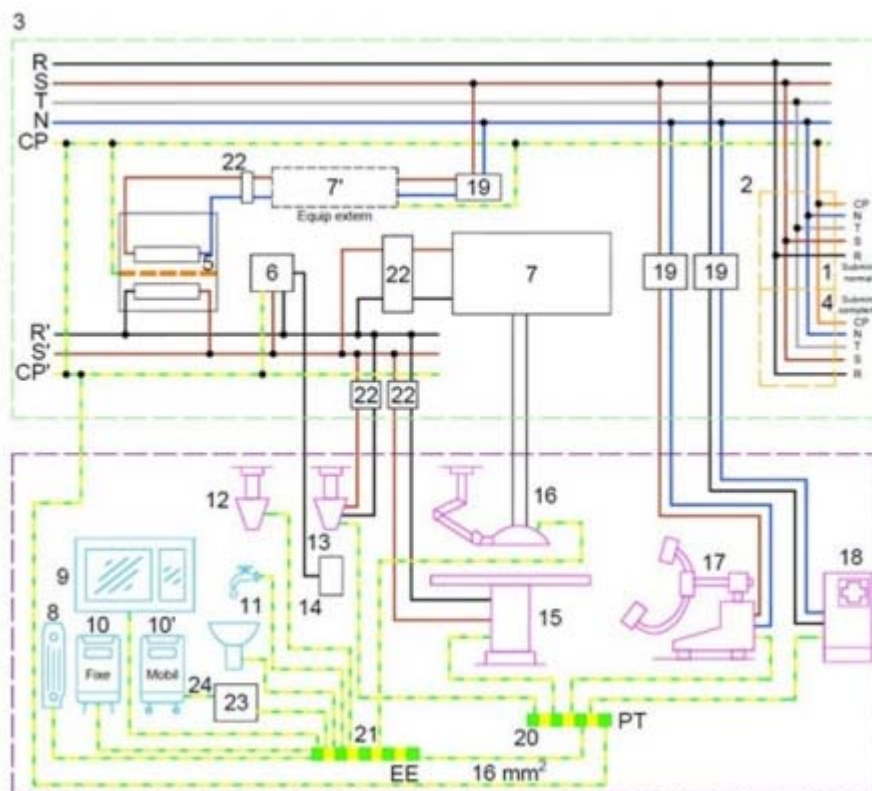 3
R
S
T
N
CP
22
7'
19
Equip extern
2
CP
N
T
S
R
1
4
CP
N
T
S
R
5
6
22
7
19
19
R'
S'
CP'
22
22
12
13
14
16
17
18
9
11
15
8
10
10'
Fixe
Mobil
24
23
21
EE
20
PT
16 mm²